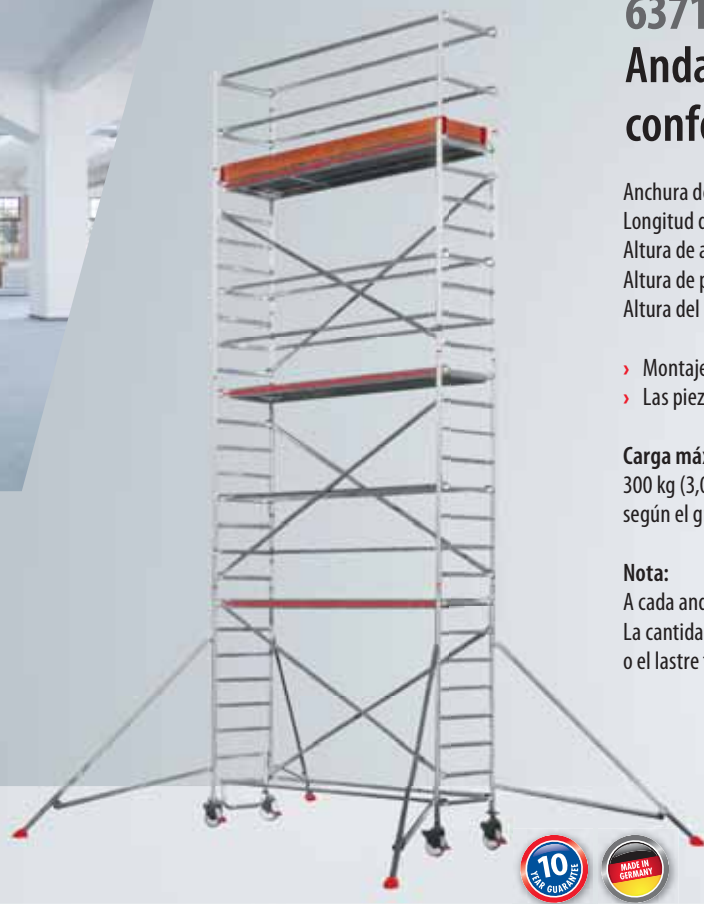 6371
Anda
confo
Anchura de
Longitud d
Altura de a
Altura de p
Altura del
› Montaje
› Las piez
Carga máx
300 kg (3,0
según el g
Nota:
A cada and
La cantida
o el lastre
10
YEAR GUARANTEE
MADE IN
GERMANY